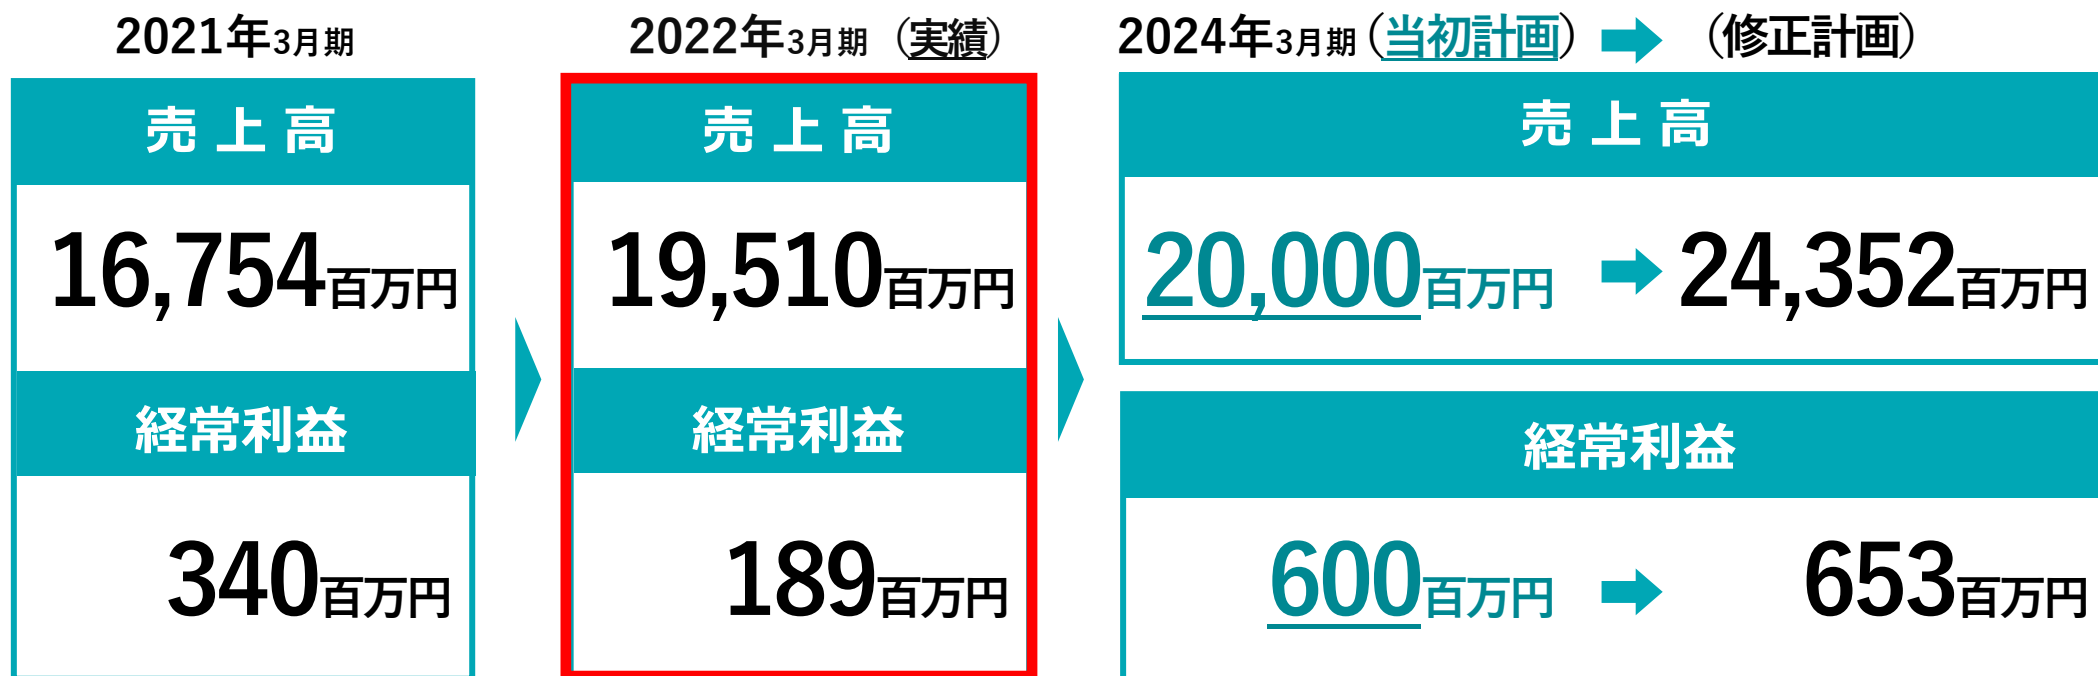 2021年3月期
売上高
16,754百万円
経常利益
340百万円
2022年3月期（実績）
売上高
19,510百万円
経常利益
189百万円
2024年3月期（当初計画）
（修正計画）
売上高
20,000百万円
24,352百万円
経常利益
600百万円
653百万円